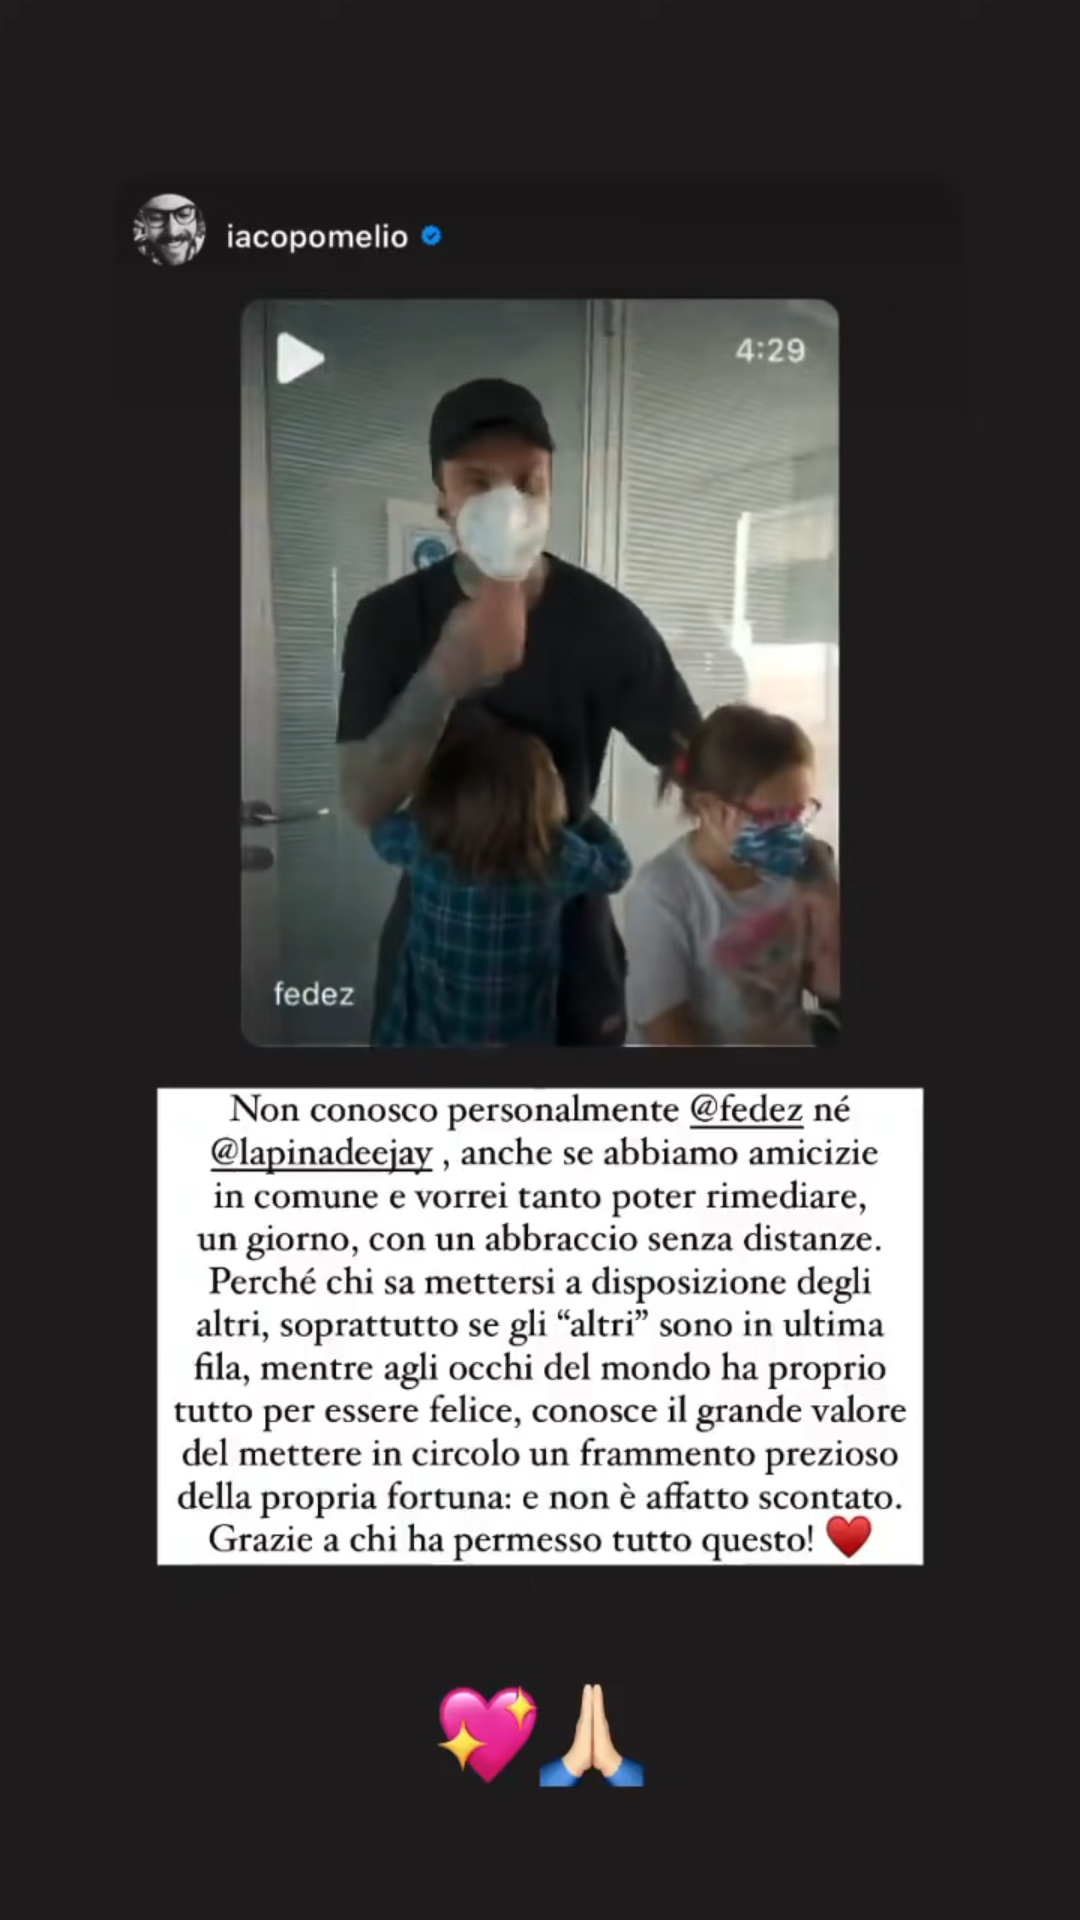 iacopomelio
4:29
fedez
Non conosco personalmente @fedez né
@lapinadeejay , anche se abbiamo amicizie
in comune e vorrei tanto poter rimediare,
un giorno, con un abbraccio senza distanze.
Perché chi sa mettersi a disposizione degli
altri, soprattutto se gli “altri” sono in ultima
fila, mentre agli occhi del mondo ha proprio
tutto per essere felice, conosce il grande valore
del mettere in circolo un frammento prezioso
della propria fortuna: e non è affatto scontato.
Grazie a chi ha permesso tutto questo! ♥️
💖🙏🏻